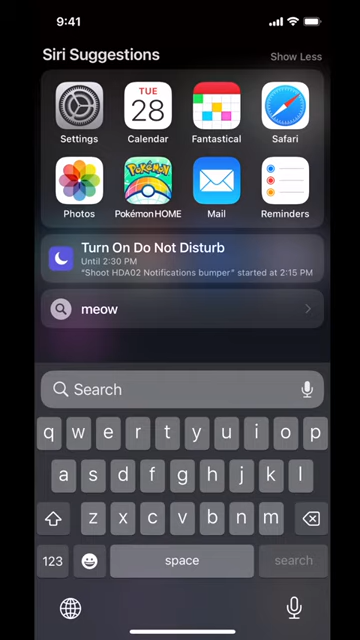 9:41
Siri Suggestions
Show Less
TUE
28
Settings
Calendar
Fantastical
Safari
Pokémon
HOME
Photos
Pokémon HOME
Mail
Reminders
Turn On Do Not Disturb
Until 2:30 PM
"Shoot HDA02 Notifications bumper" started at 2:15 PM
meow
Search
q w e r t y u i o p
a s d f g h j k l
z x c v b n m
123 space search